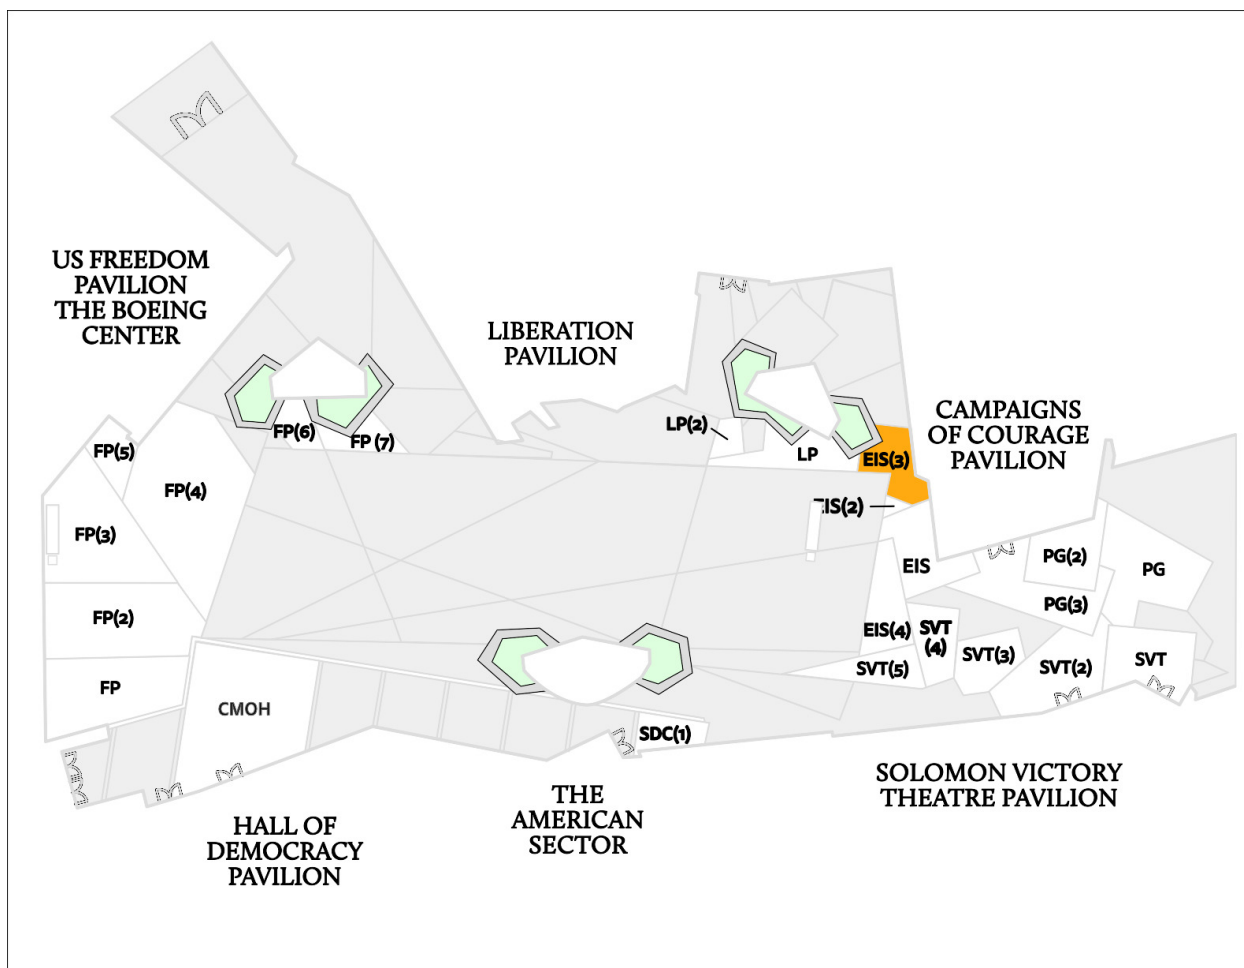 US FREEDOM
PAVILION
THE BOEING
CENTER
LIBERATION
PAVILION
CAMPAIGNS
OF COURAGE
PAVILION
FP(5)
FP(4)
FP(3)
FP(2)
FP
FP(6)
FP (7)
LP(2)
LP
EIS(3)
EIS(2)
EIS
EIS(4)
SVT
(4)
SVT(5)
SVT(3)
SVT(2)
SVT
PG(2)
PG
PG(3)
CMOH
SDC(1)
HALL OF
DEMOCRACY
PAVILION
THE
AMERICAN
SECTOR
SOLOMON VICTORY
THEATRE PAVILION